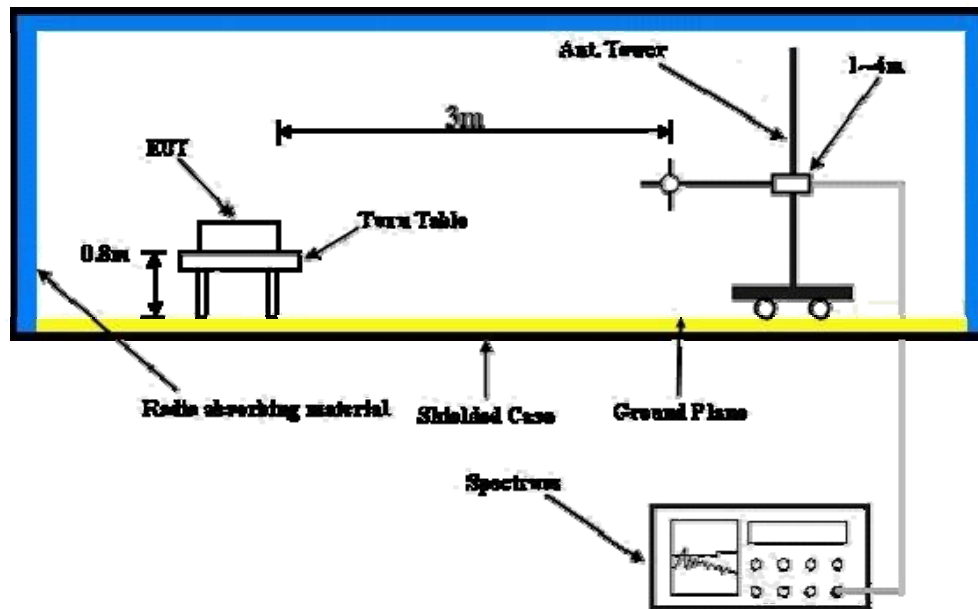 Ant. Tower
1~4m
3m
EUT
Turn Table
0.8m
Radio absorbing material
Shielded Case
Ground Plane
Spectrum